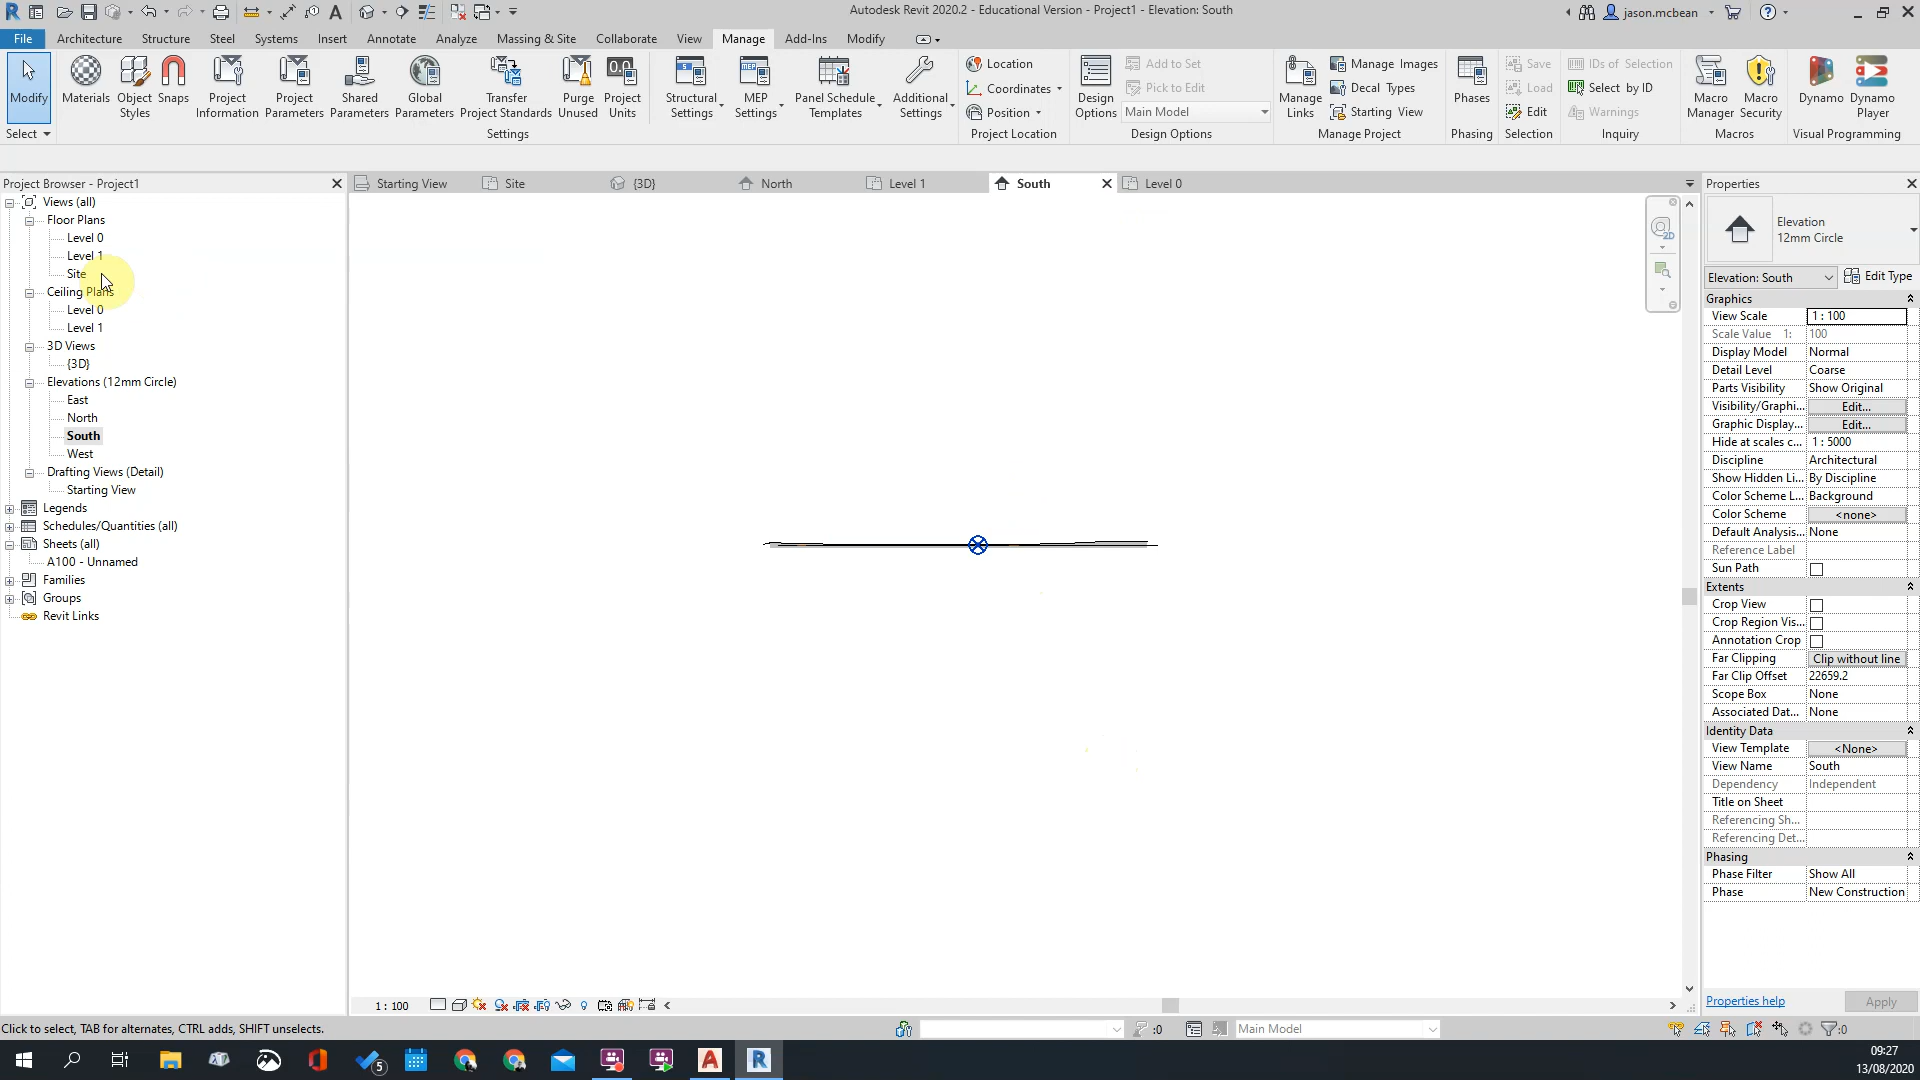 Autodesk Revit 2020.2 - Educational Version - Project1 - Elevation: South
jason.mcbean
File Architecture Structure Steel Systems Insert Annotate Analyze Massing & Site Collaborate View Manage Add-Ins Modify
Modify
Select
Materials
Object Styles
Snaps
Project Information
Project Parameters
Shared Parameters
Global Parameters
Transfer Project Standards
Purge Unused
Project Units
Settings
Structural Settings
MEP Settings
Panel Schedule Templates
Additional Settings
Location
Coordinates
Position
Project Location
Design Options
Add to Set
Pick to Edit
Main Model
Design Options
Manage Links
Manage Images
Decal Types
Starting View
Manage Project
Phases
Phasing
Save
Load
Edit
Selection
IDs of Selection
Select by ID
Warnings
Inquiry
Macro Manager
Macro Security
Macros
Dynamo
Dynamo Player
Visual Programming
Project Browser - Project1
Views (all)
Floor Plans
Level 0
Level 1
Site
Ceiling Plans
Level 0
Level 1
3D Views
{3D}
Elevations (12mm Circle)
East
North
South
West
Drafting Views (Detail)
Starting View
Legends
Schedules/Quantities (all)
Sheets (all)
A100 - Unnamed
Families
Groups
Revit Links
Starting View Site {3D} North Level 1 South Level 0
2D
Properties
Elevation
12mm Circle
Elevation: South Edit Type
Graphics
View Scale 1 : 100
Scale Value 1: 100
Display Model Normal
Detail Level Coarse
Parts Visibility Show Original
Visibility/Graphi... Edit...
Graphic Display... Edit...
Hide at scales c... 1 : 5000
Discipline Architectural
Show Hidden Li... By Discipline
Color Scheme L... Background
Color Scheme <none>
Default Analysis... None
Reference Label
Sun Path
Extents
Crop View
Crop Region Vis...
Annotation Crop
Far Clipping Clip without line
Far Clip Offset 22659.2
Scope Box None
Associated Dat... None
Identity Data
View Template <None>
View Name South
Dependency Independent
Title on Sheet
Referencing Sh...
Referencing Det...
Phasing
Phase Filter Show All
Phase New Construction
Properties help Apply
1 : 100
Click to select, TAB for alternates, CTRL adds, SHIFT unselects.
:0
Main Model
:0
5
09:27
13/08/2020